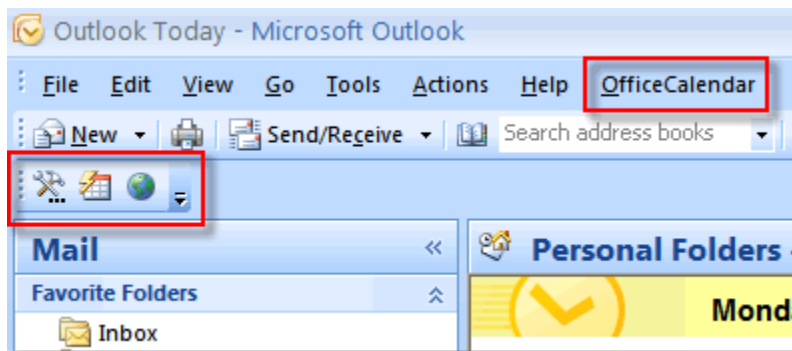 Outlook Today - Microsoft Outlook
File Edit View Go Tools Actions Help OfficeCalendar
New Send/Receive Search address books
Mail « Personal Folders -
Favorite Folders
Inbox